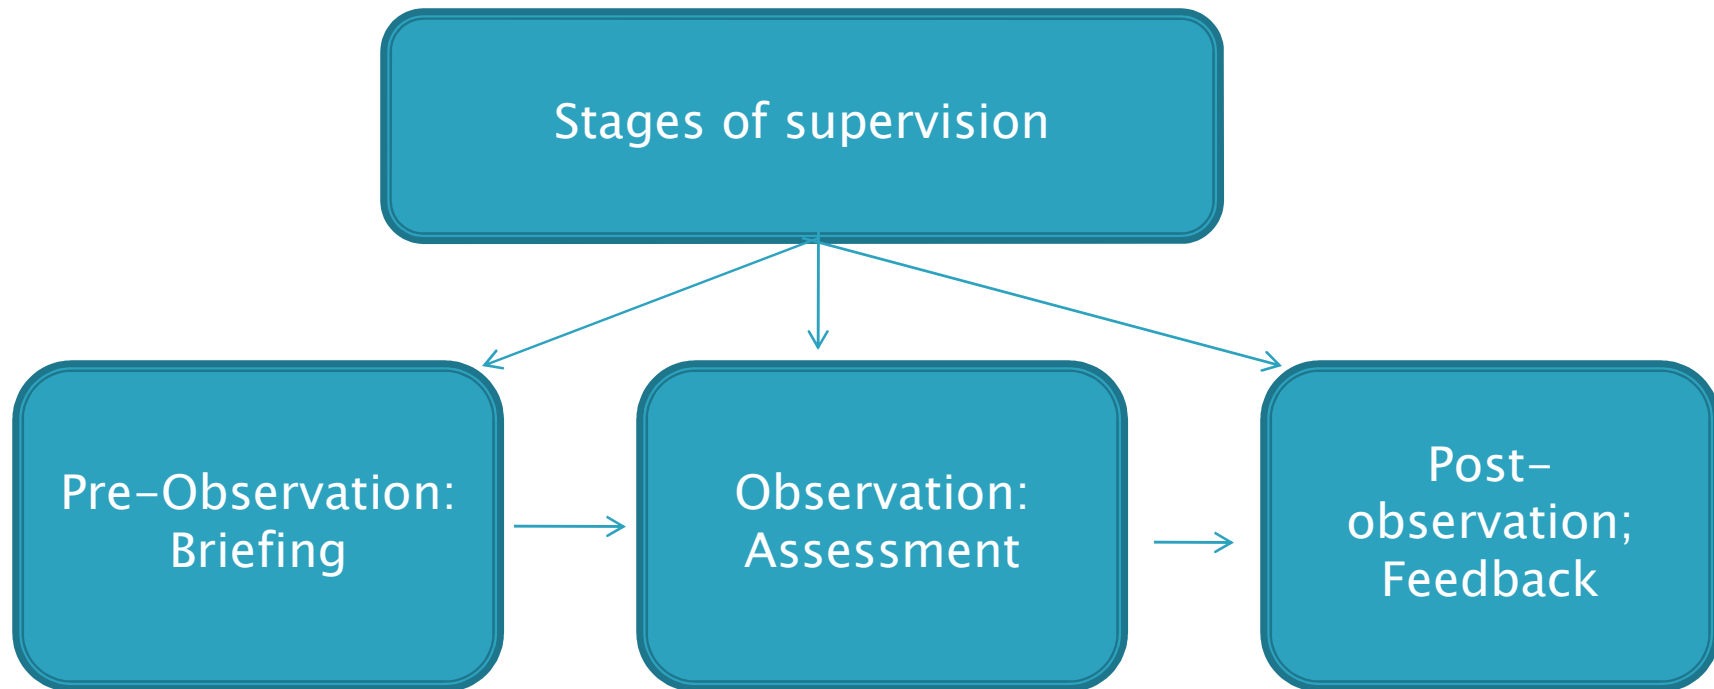 Stages of supervision
Pre-Observation:
Briefing
Observation:
Assessment
Post-
observation;
Feedback